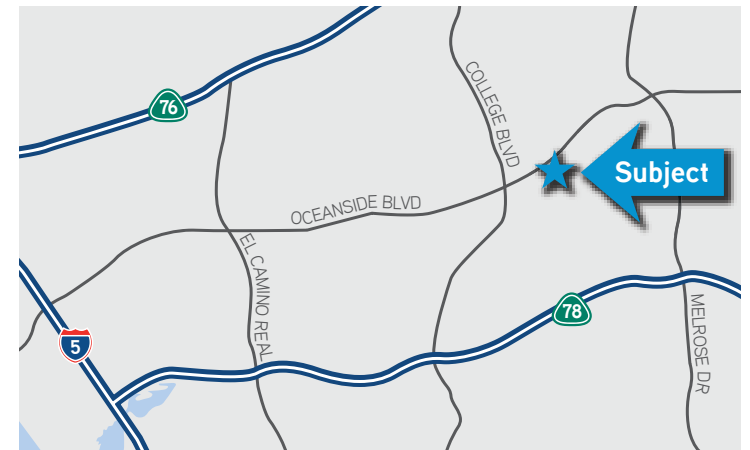 76
COLLEGE BLVD
Subject
OCEANSIDE BLVD
EL CAMINO REAL
78
MELROSE DR
5